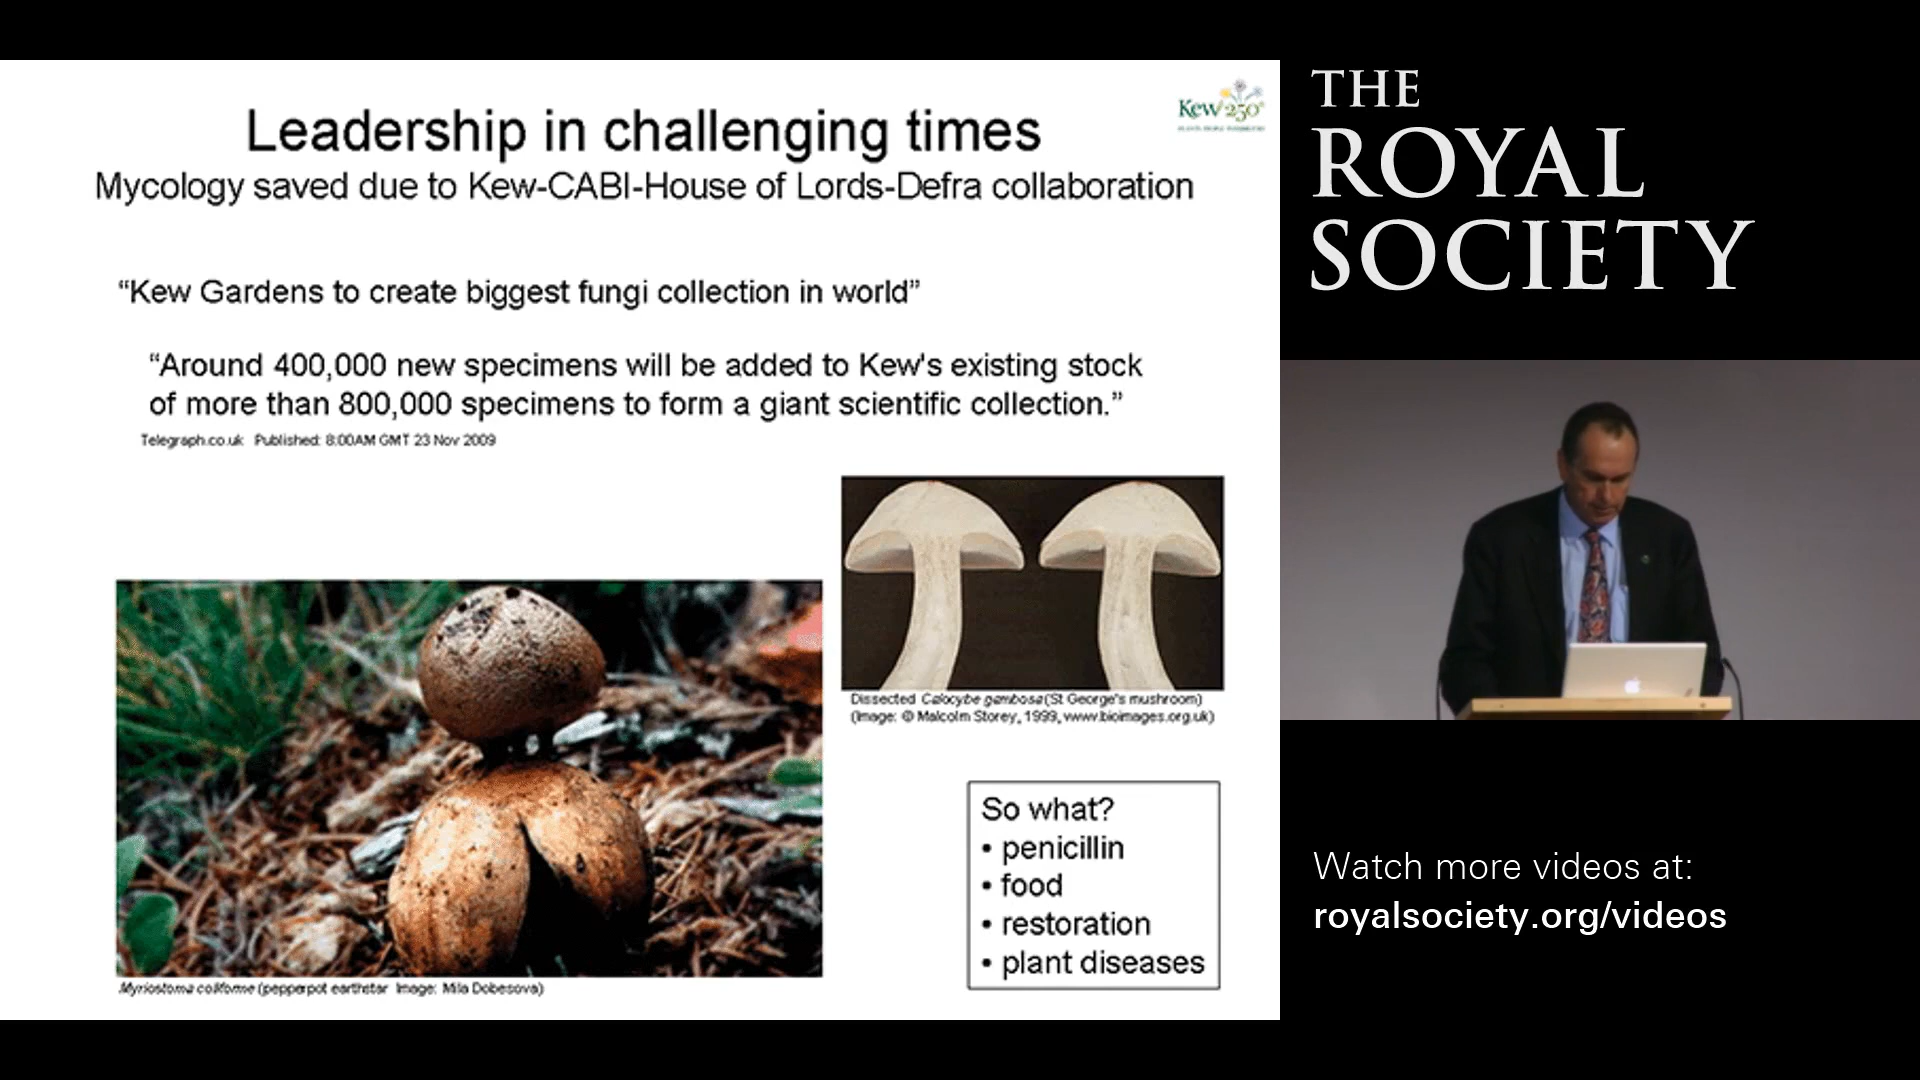 Leadership in challenging times
Mycology saved due to Kew-CABI-House of Lords-Defra collaboration
Kew 250
“Kew Gardens to create biggest fungi collection in world”
“Around 400,000 new specimens will be added to Kew's existing stock
of more than 800,000 specimens to form a giant scientific collection.”
Telegraph.co.uk Published: 8:00AM GMT 23 Nov 2009
Dissected Calocybe gambosa (St George's mushroom)
(Image: © Malcolm Storey, 1999, www.bioimages.org.uk)
So what?
• penicillin
• food
• restoration
• plant diseases
Myriostoma coliforme (pepperpot earthstar Image: Mila Dobesova)
THE
ROYAL
SOCIETY
Watch more videos at:
royalsociety.org/videos